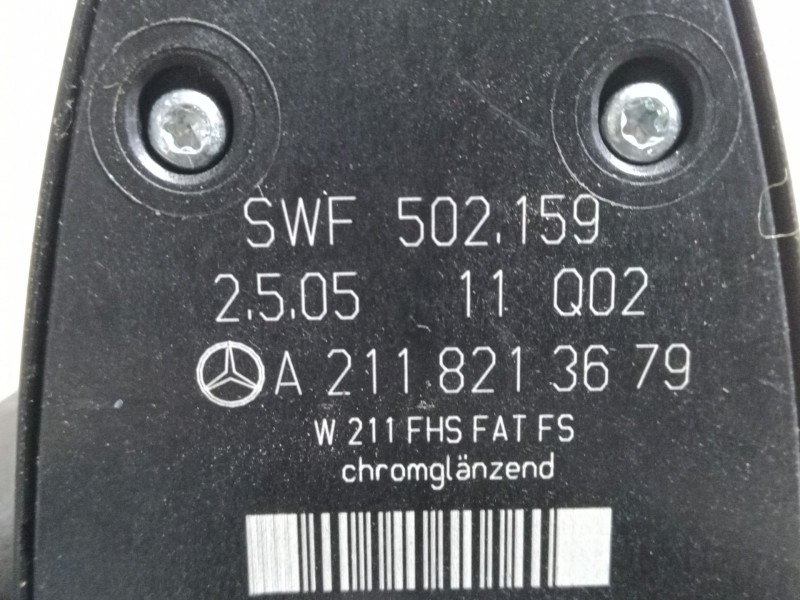 SWF 502.159
2.5.05 11 Q02
A 211 821 36 79
W 211 FHS FAT FS
chromglänzend